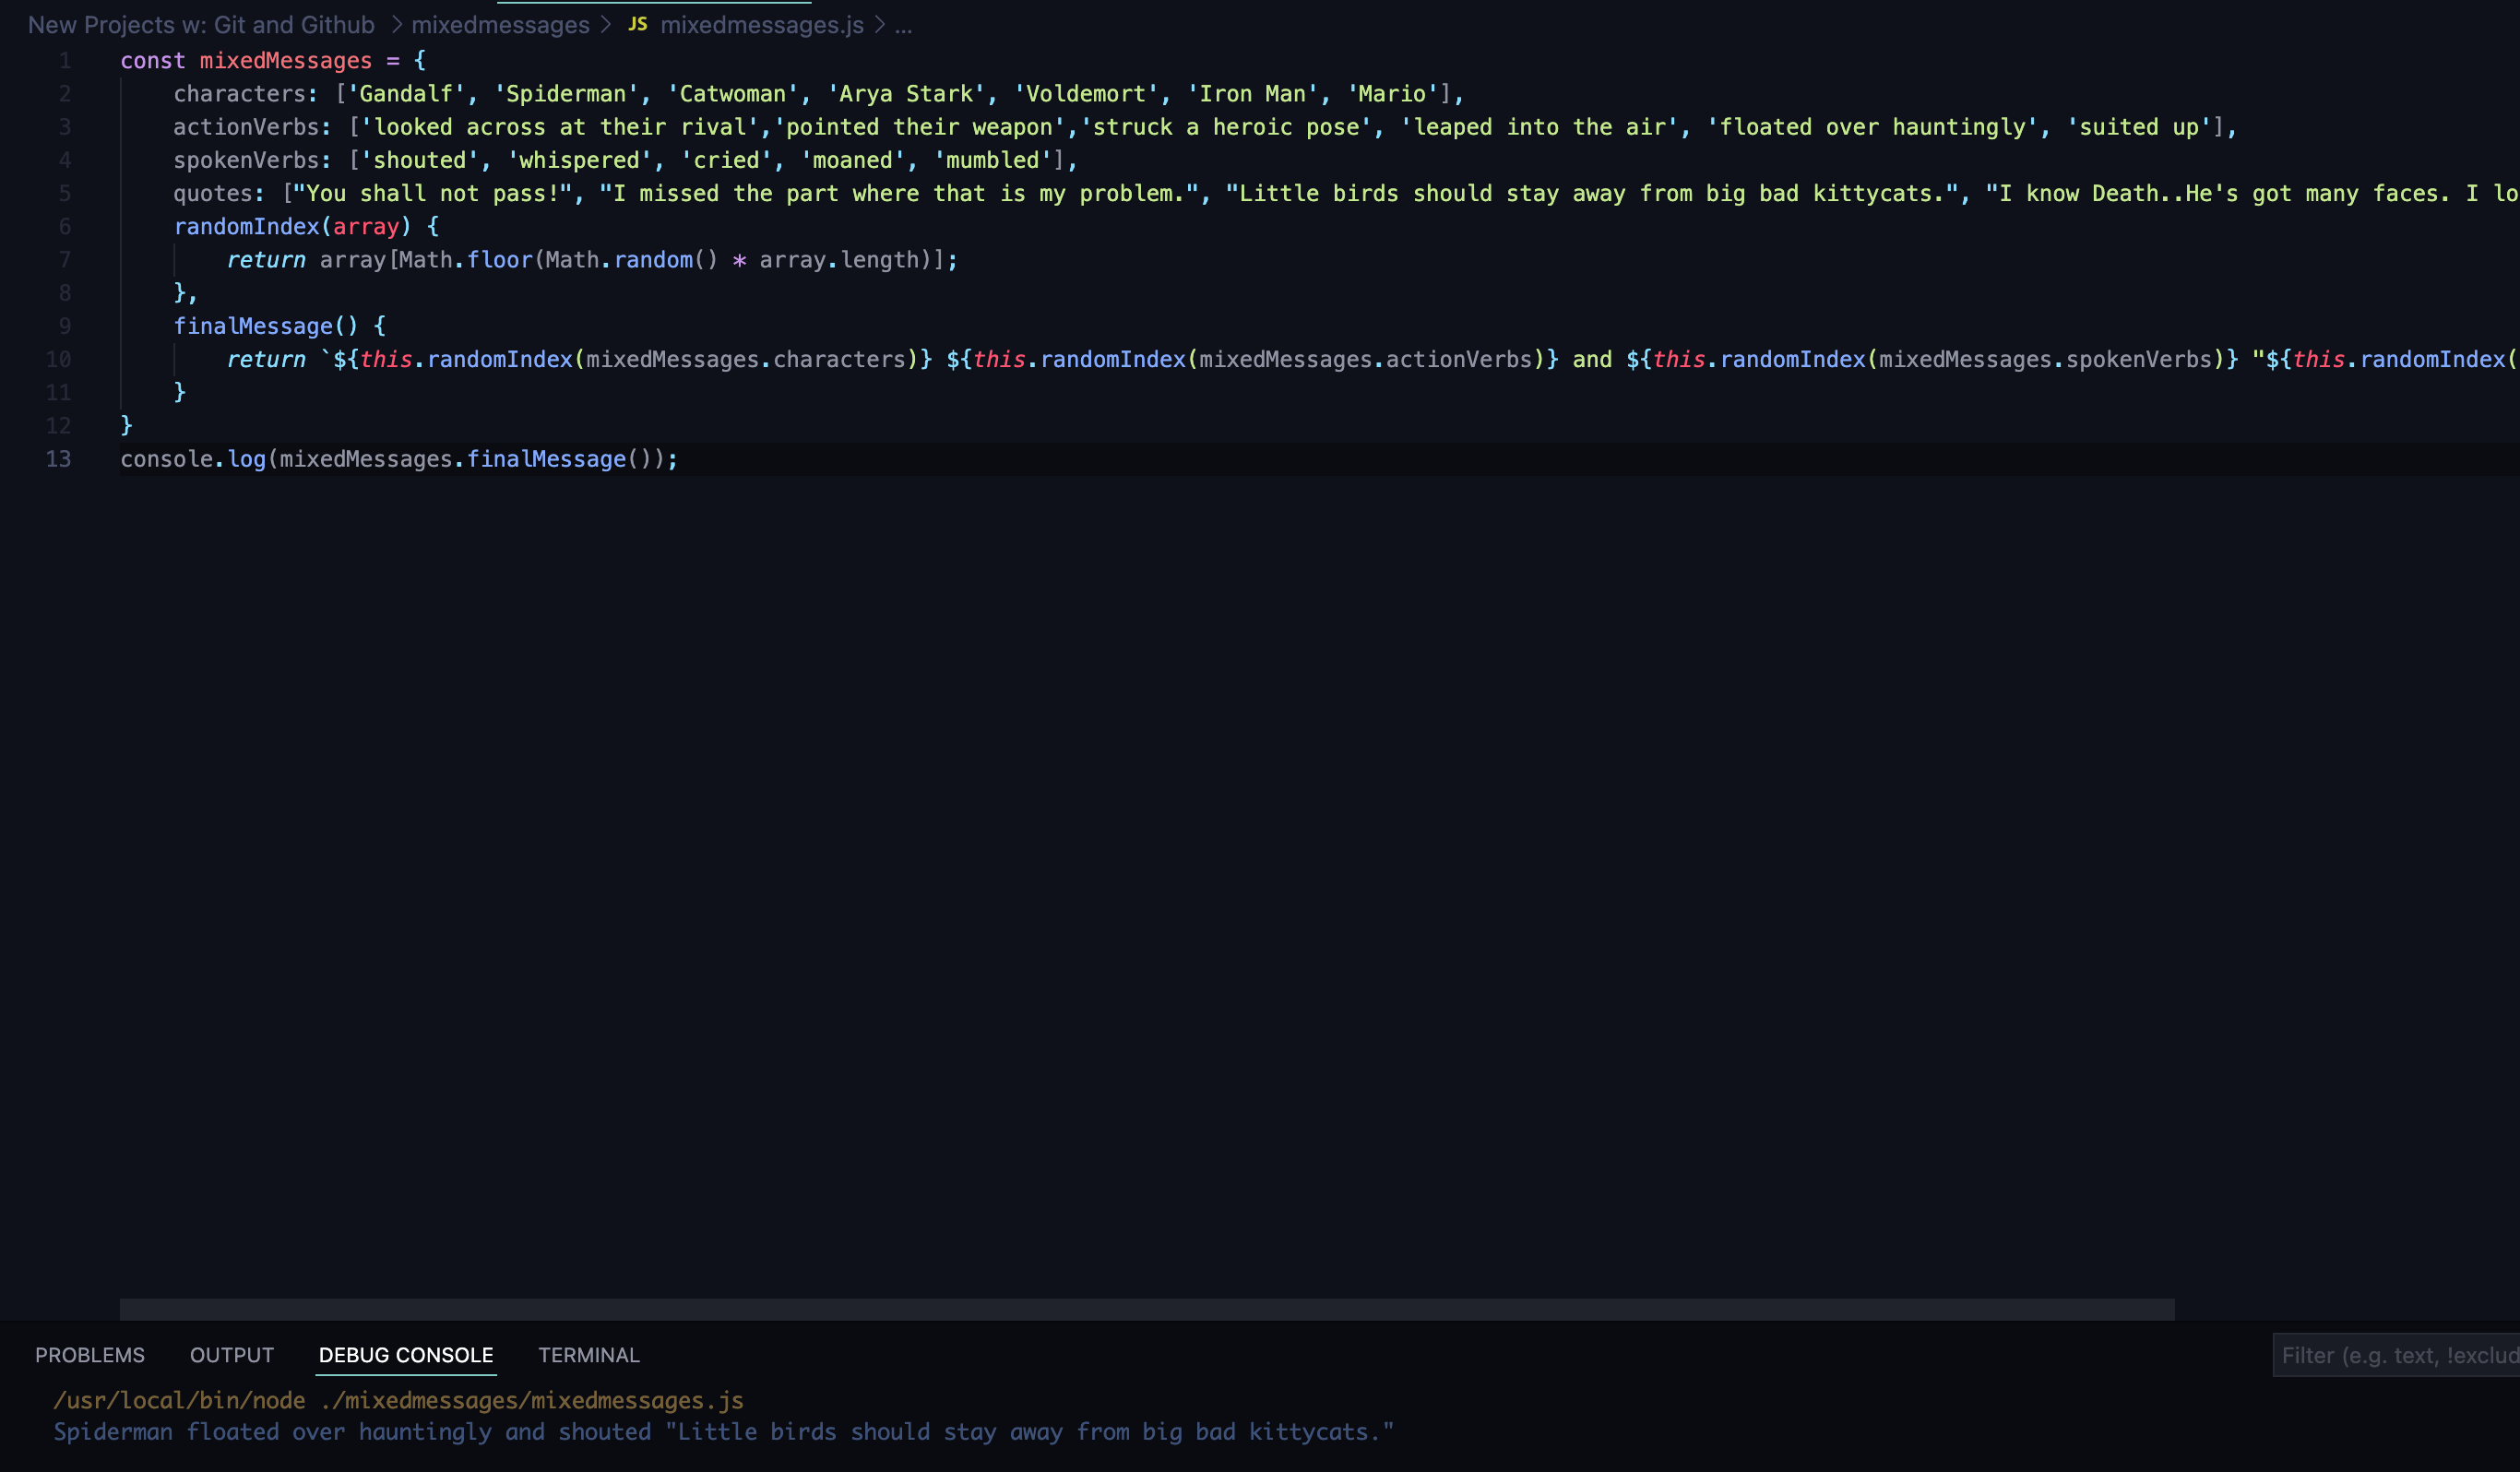 New Projects w: Git and Github > mixedmessages > JS mixedmessages.js > ...
1 const mixedMessages = {
2 characters: ['Gandalf', 'Spiderman', 'Catwoman', 'Arya Stark', 'Voldemort', 'Iron Man', 'Mario'],
3 actionVerbs: ['looked across at their rival','pointed their weapon','struck a heroic pose', 'leaped into the air', 'floated over hauntingly', 'suited up'],
4 spokenVerbs: ['shouted', 'whispered', 'cried', 'moaned', 'mumbled'],
5 quotes: ["You shall not pass!", "I missed the part where that is my problem.", "Little birds should stay away from big bad kittycats.", "I know Death..He's got many faces. I lo
6 randomIndex(array) {
7 return array[Math.floor(Math.random() * array.length)];
8 },
9 finalMessage() {
10 return `${this.randomIndex(mixedMessages.characters)} ${this.randomIndex(mixedMessages.actionVerbs)} and ${this.randomIndex(mixedMessages.spokenVerbs)} "${this.randomIndex(
11 }
12 }
13 console.log(mixedMessages.finalMessage());
PROBLEMS OUTPUT DEBUG CONSOLE TERMINAL Filter (e.g. text, !exclud
/usr/local/bin/node ./mixedmessages/mixedmessages.js
Spiderman floated over hauntingly and shouted "Little birds should stay away from big bad kittycats."